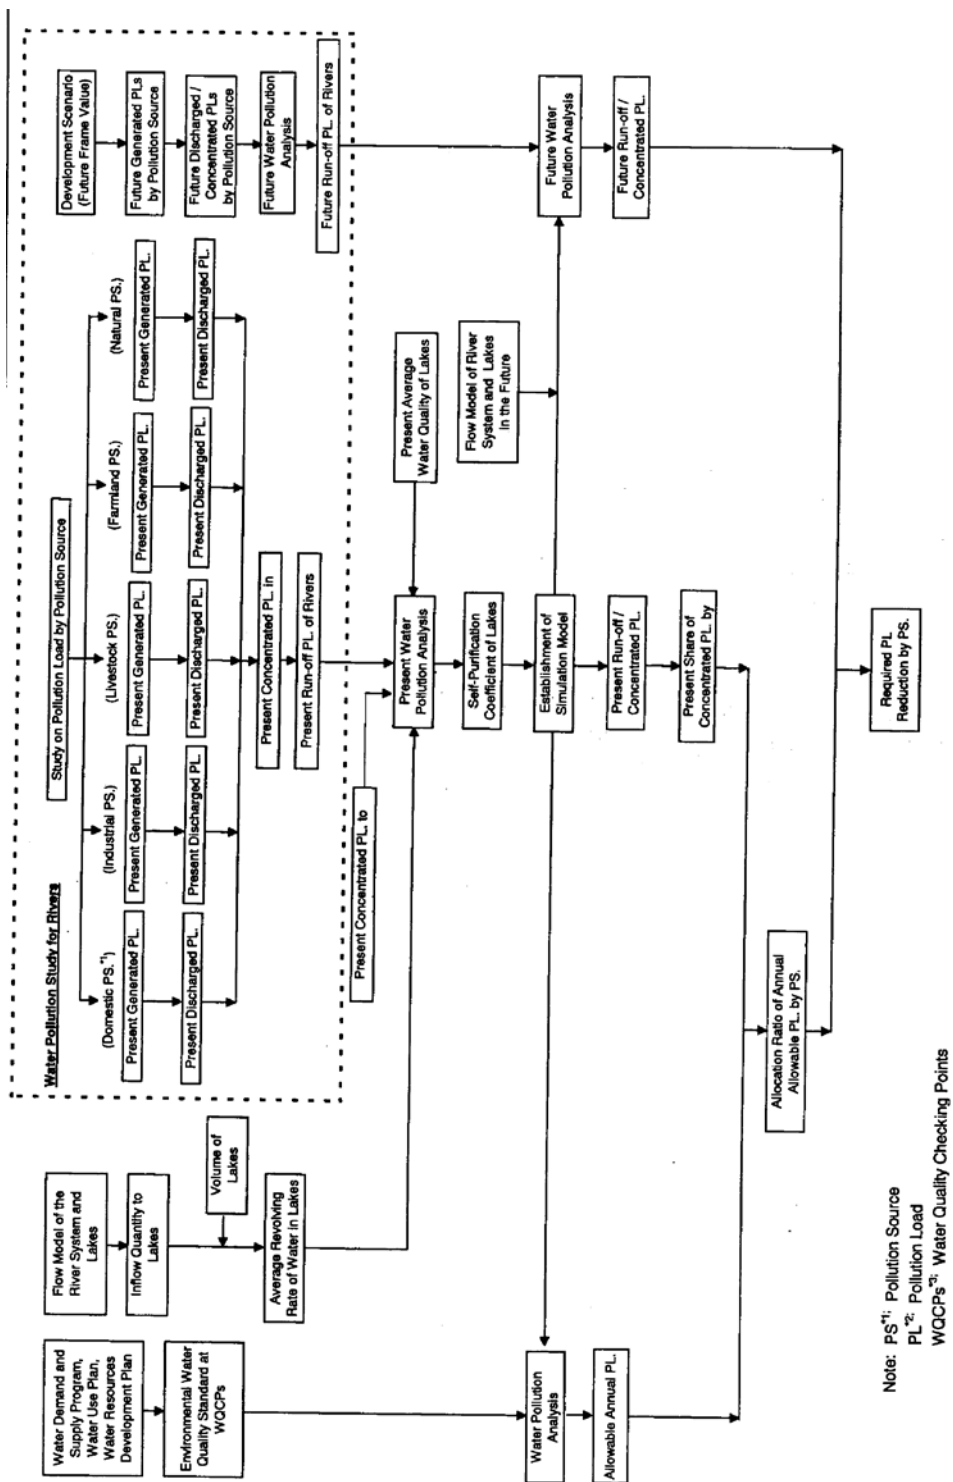 Water Demand and
Supply Program,
Water Use Plan,
Water Resources
Development Plan
Environmental Water
Quality Standard at
WQCPs
Flow Model of the
River System and
Lakes
Inflow Quantity to
Lakes
Volume of
Lakes
Average Revolving
Rate of Water in Lakes
Water Pollution Study for Rivers
Study on Pollution Load by Pollution Source
(Domestic PS.*1)
(Industrial PS.)
(Livestock PS.)
(Farmland PS.)
(Natural PS.)
Present Generated PL.
Present Generated PL.
Present Generated PL.
Present Generated PL.
Present Generated PL.
Present Discharged PL.
Present Discharged PL.
Present Discharged PL.
Present Discharged PL.
Present Discharged PL.
Present Concentrated PL. in
Present Run-off PL. of Rivers
Development Scenario
(Future Frame Value)
Future Generated PLs
by Pollution Source
Future Discharged /
Concentrated PLs
by Pollution Source
Future Water Pollution
Analysis
Future Run-off PL. of Rivers
Present Concentrated PL. to
Present Water
Pollution Analysis
Present Average
Water Quality of Lakes
Self-Purification
Coefficient of Lakes
Flow Model of River
System and Lakes
in the Future
Water Pollution
Analysis
Establishment of
Simulation Model
Future Water
Pollution Analysis
Allowable Annual PL.
Present Run-off /
Concentrated PL.
Future Run-off /
Concentrated PL.
Present Share of
Concentrated PL. by
Allocation Ratio of Annual
Allowable PL. by PS.
Required PL
Reduction by PS.
Note: PS*1: Pollution Source
PL*2: Pollution Load
WQCPs*3: Water Quality Checking Points